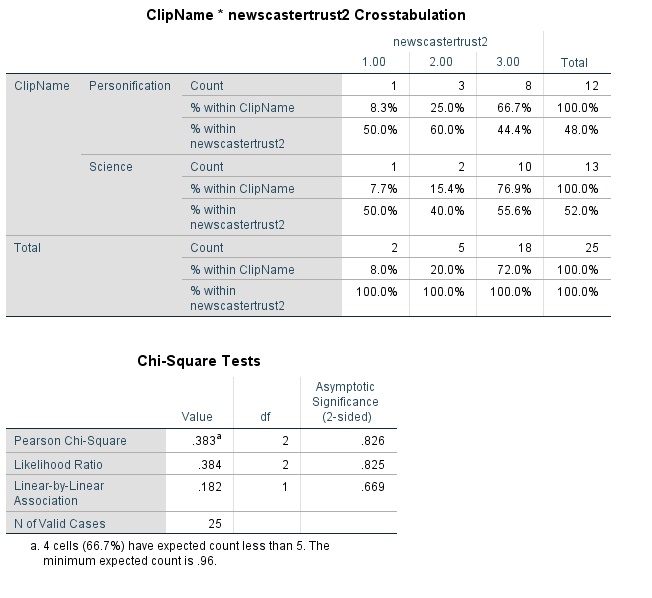 ClipName * newscastertrust2 Crosstabulation
newscastertrust2
1.00 2.00 3.00 Total
ClipName Personification Count 1 3 8 12
% within ClipName 8.3% 25.0% 66.7% 100.0%
% within
newscastertrust2 50.0% 60.0% 44.4% 48.0%
Science Count 1 2 10 13
% within ClipName 7.7% 15.4% 76.9% 100.0%
% within
newscastertrust2 50.0% 40.0% 55.6% 52.0%
Total Count 2 5 18 25
% within ClipName 8.0% 20.0% 72.0% 100.0%
% within
newscastertrust2 100.0% 100.0% 100.0% 100.0%
Chi-Square Tests
Asymptotic
Significance
Value df (2-sided)
Pearson Chi-Square .383a 2 .826
Likelihood Ratio .384 2 .825
Linear-by-Linear
Association .182 1 .669
N of Valid Cases 25
a. 4 cells (66.7%) have expected count less than 5. The
minimum expected count is .96.